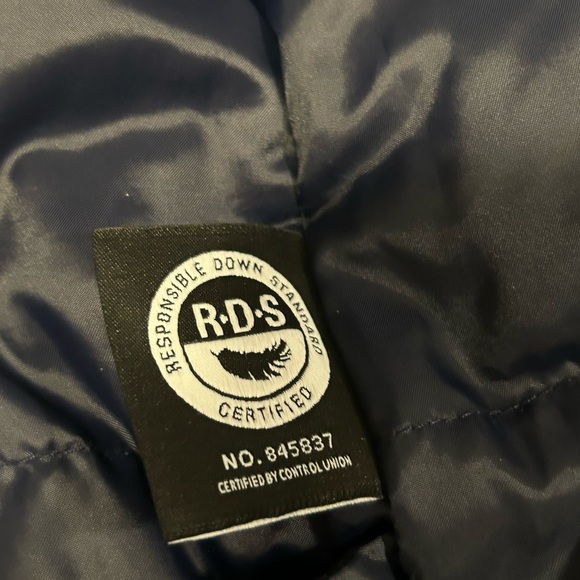 RESPONSIBLE DOWN STANDARD
R·D·S
CERTIFIED
NO. 845837
CERTIFIED BY CONTROL UNION